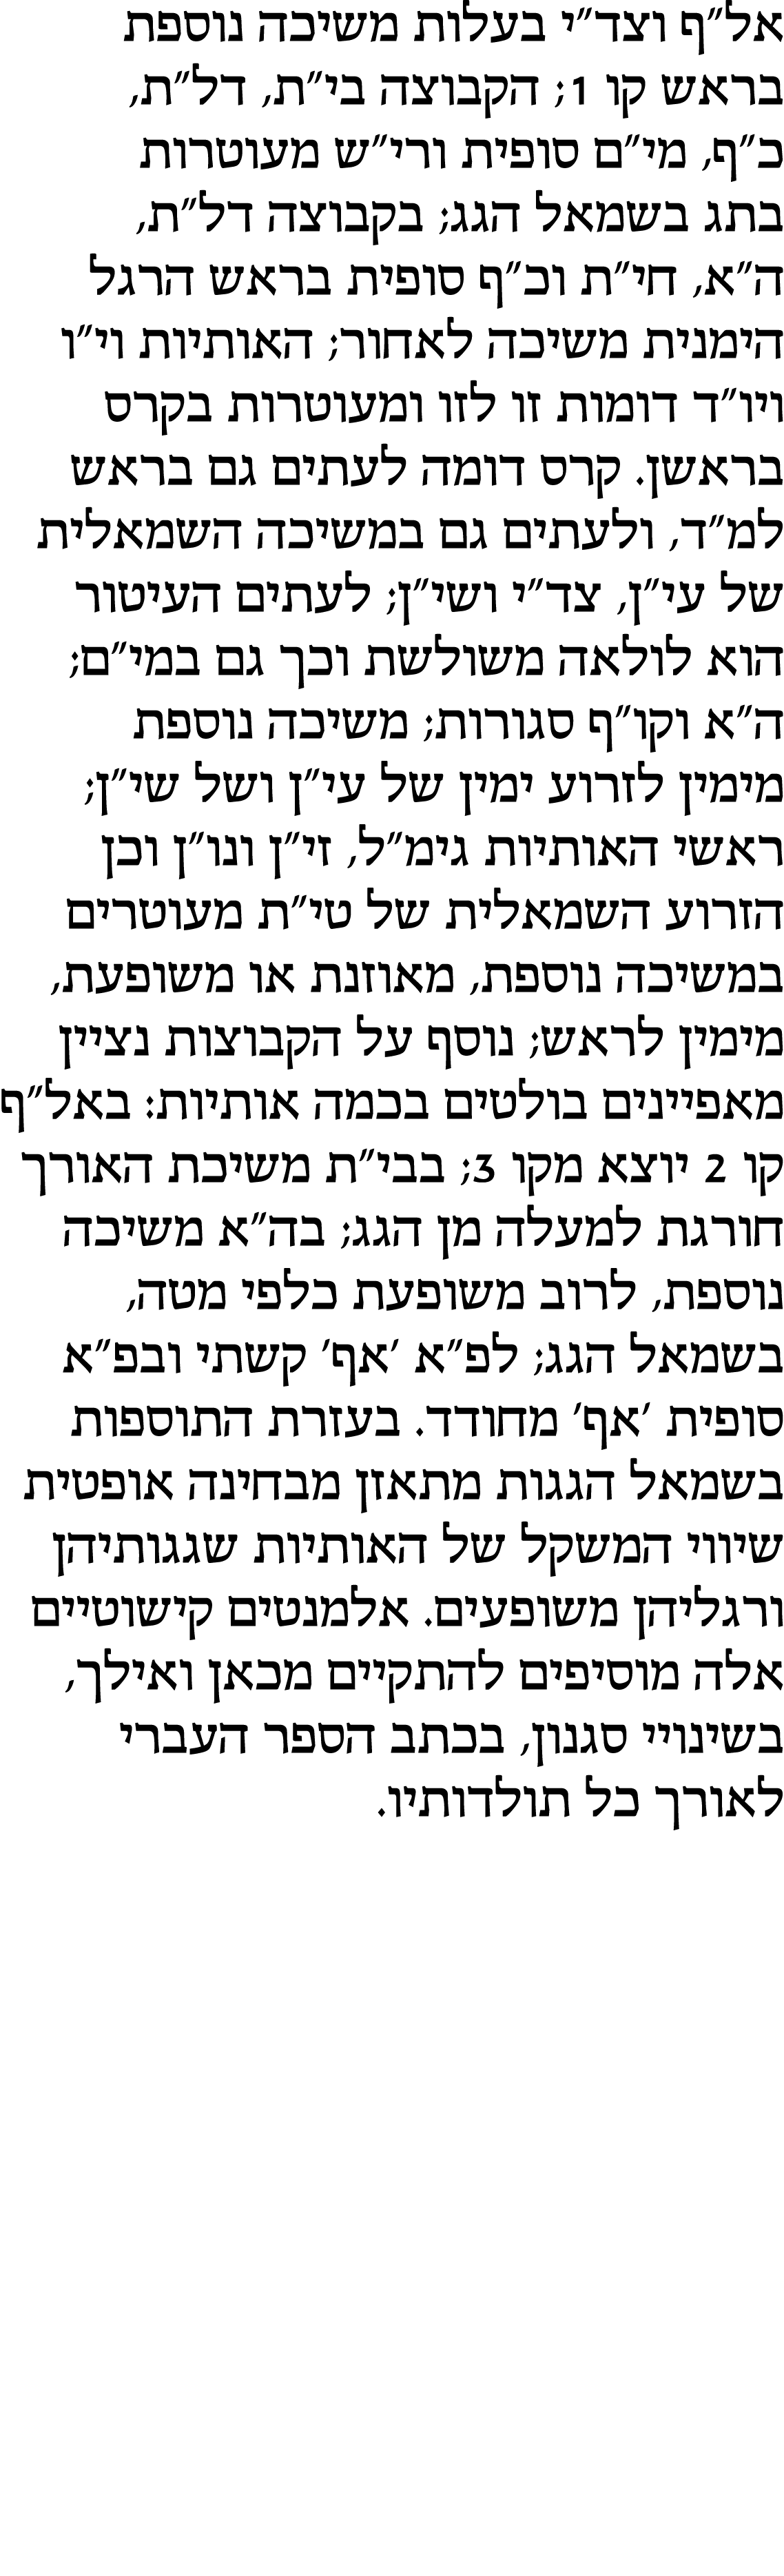 אל״ף וצד״י בעלות משיכה נוספת
בראש קו 1; הקבוצה בי״ת, דל״ת,
כ״ף, מי״ם סופית ורי״ש מעוטרות
בתג בשמאל הגג; בקבוצה דל״ת,
ה״א, חי״ת וכ״ף סופית בראש הרגל
הימנית משיכה לאחור; האותיות וי״ו
ויו״ד דומות זו לזו ומעוטרות בקרס
בראשן. קרס דומה לעתים גם בראש
למ״ד, ולעתים גם במשיכה השמאלית
של עי״ן, צד״י ושי״ן; לעתים העיטור
הוא לולאה משולשת וכך גם במי״ם;
ה״א וקו״ף סגורות; משיכה נוספת
מימין לזרוע ימין של עי״ן ושל שי״ן;
ראשי האותיות גימ״ל, זי״ן ונו״ן וכן
הזרוע השמאלית של טי״ת מעוטרים
במשיכה נוספת, מאוזנת או משופעת,
מימין לראש; נוסף על הקבוצות נציין
מאפיינים בולטים בכמה אותיות: באל״ף
קו 2 יוצא מקו 3; בבי״ת משיכת האורך
חורגת למעלה מן הגג; בה״א משיכה
נוספת, לרוב משופעת כלפי מטה,
בשמאל הגג; לפ״א ׳אף׳ קשתי ובפ״א
סופית ׳אף׳ מחודד. בעזרת התוספות
בשמאל הגגות מתאזן מבחינה אופטית
שיווי המשקל של האותיות שגגותיהן
ורגליהן משופעים. אלמנטים קישוטיים
אלה מוסיפים להתקיים מכאן ואילך,
בשינויי סגנון, בכתב הספר העברי
לאורך כל תולדותיו.